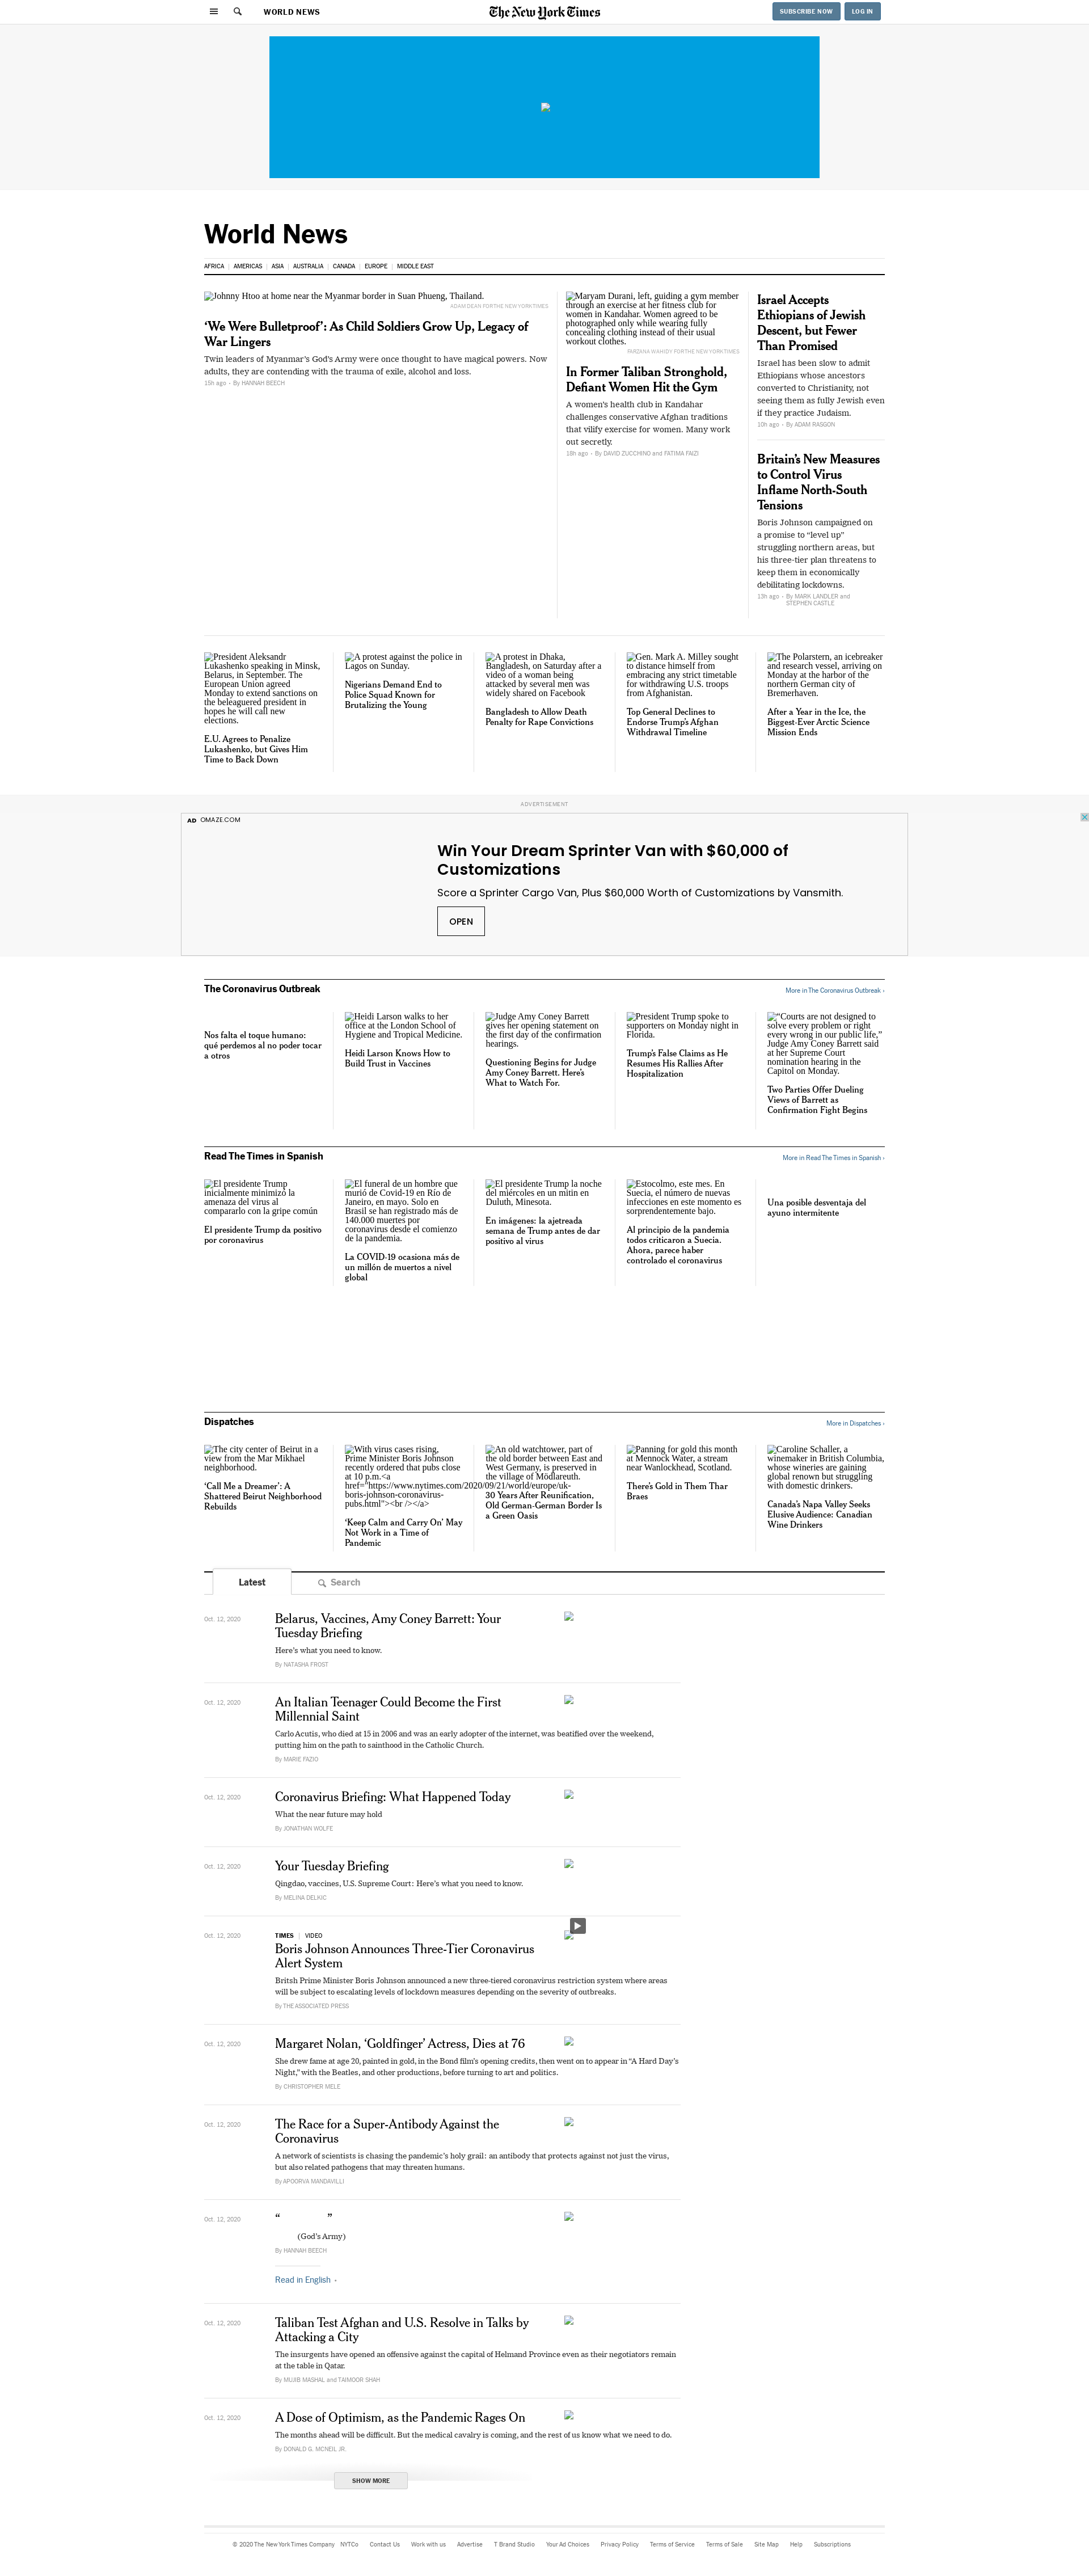 WORLD NEWS
The New York Times
SUBSCRIBE NOW
LOG IN
World News
AFRICA | AMERICAS | ASIA | AUSTRALIA | CANADA | EUROPE | MIDDLE EAST
Johnny Htoo at home near the Myanmar border in Suan Phueng, Thailand.
ADAM DEAN FOR THE NEW YORK TIMES
‘We Were Bulletproof’: As Child Soldiers Grow Up, Legacy of
War Lingers
Twin leaders of Myanmar’s God’s Army were once thought to have magical powers. Now
adults, they are contending with the trauma of exile, alcohol and loss.
15h ago • By HANNAH BEECH
Maryam Durani, left, guiding a gym member
through an exercise at her fitness club for
women in Kandahar. Women agreed to be
photographed only while wearing fully
concealing clothing instead of their usual
workout clothes.
FARZANA WAHIDY FOR THE NEW YORK TIMES
In Former Taliban Stronghold,
Defiant Women Hit the Gym
A women’s health club in Kandahar
challenges conservative Afghan traditions
that vilify exercise for women. Many work
out secretly.
18h ago • By DAVID ZUCCHINO and FATIMA FAIZI
Israel Accepts
Ethiopians of Jewish
Descent, but Fewer
Than Promised
Israel has been slow to admit
Ethiopians whose ancestors
converted to Christianity, not
seeing them as fully Jewish even
if they practice Judaism.
10h ago • By ADAM RASGON
Britain’s New Measures
to Control Virus
Inflame North-South
Tensions
Boris Johnson campaigned on
a promise to “level up”
struggling northern areas, but
his three-tier plan threatens to
keep them in economically
debilitating lockdowns.
13h ago • By MARK LANDLER and
STEPHEN CASTLE
President Aleksandr
Lukashenko speaking in Minsk,
Belarus, in September. The
European Union agreed
Monday to extend sanctions on
the beleaguered president in
hopes he will call new
elections.
E.U. Agrees to Penalize
Lukashenko, but Gives Him
Time to Back Down
A protest against the police in
Lagos on Sunday.
Nigerians Demand End to
Police Squad Known for
Brutalizing the Young
A protest in Dhaka,
Bangladesh, on Saturday after a
video of a woman being
attacked by several men was
widely shared on Facebook
Bangladesh to Allow Death
Penalty for Rape Convictions
Gen. Mark A. Milley sought
to distance himself from
embracing any strict timetable
for withdrawing U.S. troops
from Afghanistan.
Top General Declines to
Endorse Trump’s Afghan
Withdrawal Timeline
The Polarstern, an icebreaker
and research vessel, arriving on
Monday at the harbor of the
northern German city of
Bremerhaven.
After a Year in the Ice, the
Biggest-Ever Arctic Science
Mission Ends
ADVERTISEMENT
AD OMAZE.COM
Win Your Dream Sprinter Van with $60,000 of
Customizations
Score a Sprinter Cargo Van, Plus $60,000 Worth of Customizations by Vansmith.
OPEN
The Coronavirus Outbreak
More in The Coronavirus Outbreak ›
Nos falta el toque humano:
qué perdemos al no poder tocar
a otros
Heidi Larson walks to her
office at the London School of
Hygiene and Tropical Medicine.
Heidi Larson Knows How to
Build Trust in Vaccines
Judge Amy Coney Barrett
gives her opening statement on
the first day of the confirmation
hearings.
Questioning Begins for Judge
Amy Coney Barrett. Here’s
What to Watch For.
President Trump spoke to
supporters on Monday night in
Florida.
Trump’s False Claims as He
Resumes His Rallies After
Hospitalization
“Courts are not designed to
solve every problem or right
every wrong in our public life,”
Judge Amy Coney Barrett said
at her Supreme Court
nomination hearing in the
Capitol on Monday.
Two Parties Offer Dueling
Views of Barrett as
Confirmation Fight Begins
Read The Times in Spanish
More in Read The Times in Spanish ›
El presidente Trump
inicialmente minimizó la
amenaza del virus al
compararlo con la gripe común
El presidente Trump da positivo
por coronavirus
El funeral de un hombre que
murió de Covid-19 en Río de
Janeiro, en mayo. Solo en
Brasil se han registrado más de
140.000 muertes por
coronavirus desde el comienzo
de la pandemia.
La COVID-19 ocasiona más de
un millón de muertos a nivel
global
El presidente Trump la noche
del miércoles en un mitin en
Duluth, Minesota.
En imágenes: la ajetreada
semana de Trump antes de dar
positivo al virus
Estocolmo, este mes. En
Suecia, el número de nuevas
infecciones en este momento es
sorprendentemente bajo.
Al principio de la pandemia
todos criticaron a Suecia.
Ahora, parece haber
controlado el coronavirus
Una posible desventaja del
ayuno intermitente
Dispatches
More in Dispatches ›
The city center of Beirut in a
view from the Mar Mikhael
neighborhood.
‘Call Me a Dreamer’: A
Shattered Beirut Neighborhood
Rebuilds
With virus cases rising,
Prime Minister Boris Johnson
recently ordered that pubs close
at 10 p.m.<a
href="https://www.nytimes.com/2020/09/21/world/europe/uk-
boris-johnson-coronavirus-
pubs.html"><br /></a>
‘Keep Calm and Carry On’ May
Not Work in a Time of
Pandemic
An old watchtower, part of
the old border between East and
West Germany, is preserved in
the village of Mödlareuth.
30 Years After Reunification,
Old German-German Border Is
a Green Oasis
Panning for gold this month
at Mennock Water, a stream
near Wanlockhead, Scotland.
There’s Gold in Them Thar
Braes
Caroline Schaller, a
winemaker in British Columbia,
whose wineries are gaining
global renown but struggling
with domestic drinkers.
Canada’s Napa Valley Seeks
Elusive Audience: Canadian
Wine Drinkers
Latest
Search
Oct. 12, 2020
Belarus, Vaccines, Amy Coney Barrett: Your
Tuesday Briefing
Here’s what you need to know.
By NATASHA FROST
Oct. 12, 2020
An Italian Teenager Could Become the First
Millennial Saint
Carlo Acutis, who died at 15 in 2006 and was an early adopter of the internet, was beatified over the weekend,
putting him on the path to sainthood in the Catholic Church.
By MARIE FAZIO
Oct. 12, 2020
Coronavirus Briefing: What Happened Today
What the near future may hold
By JONATHAN WOLFE
Oct. 12, 2020
Your Tuesday Briefing
Qingdao, vaccines, U.S. Supreme Court: Here’s what you need to know.
By MELINA DELKIC
Oct. 12, 2020
TIMES | VIDEO
Boris Johnson Announces Three-Tier Coronavirus
Alert System
Britsh Prime Minister Boris Johnson announced a new three-tiered coronavirus restriction system where areas
will be subject to escalating levels of lockdown measures depending on the severity of outbreaks.
By THE ASSOCIATED PRESS
Oct. 12, 2020
Margaret Nolan, ‘Goldfinger’ Actress, Dies at 76
She drew fame at age 20, painted in gold, in the Bond film’s opening credits, then went on to appear in “A Hard Day’s
Night,” with the Beatles, and other productions, before turning to art and politics.
By CHRISTOPHER MELE
Oct. 12, 2020
The Race for a Super-Antibody Against the
Coronavirus
A network of scientists is chasing the pandemic’s holy grail: an antibody that protects against not just the virus,
but also related pathogens that may threaten humans.
By APOORVA MANDAVILLI
Oct. 12, 2020
“ ”
(God’s Army)
By HANNAH BEECH
Read in English •
Oct. 12, 2020
Taliban Test Afghan and U.S. Resolve in Talks by
Attacking a City
The insurgents have opened an offensive against the capital of Helmand Province even as their negotiators remain
at the table in Qatar.
By MUJIB MASHAL and TAIMOOR SHAH
Oct. 12, 2020
A Dose of Optimism, as the Pandemic Rages On
The months ahead will be difficult. But the medical cavalry is coming, and the rest of us know what we need to do.
By DONALD G. MCNEIL JR.
SHOW MORE
© 2020 The New York Times Company NYTCo Contact Us Work with us Advertise T Brand Studio Your Ad Choices Privacy Policy Terms of Service Terms of Sale Site Map Help Subscriptions